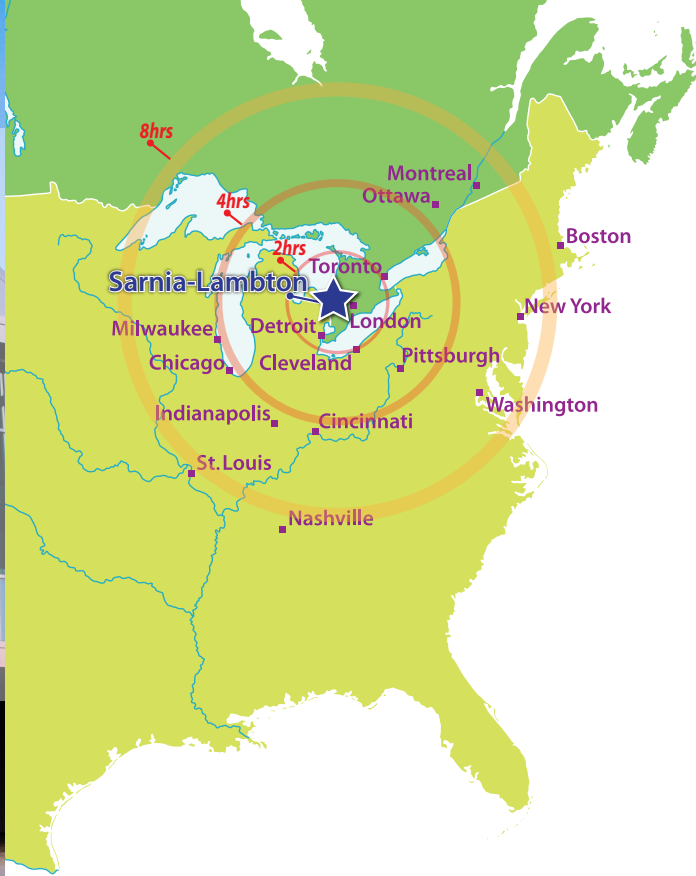 8hrs
Montreal
Ottawa
4hrs
Boston
2hrs
Toronto
Sarnia-Lambton
New York
London
Milwaukee
Detroit
Chicago
Cleveland
Pittsburgh
Washington
Indianapolis
Cincinnati
St. Louis
Nashville